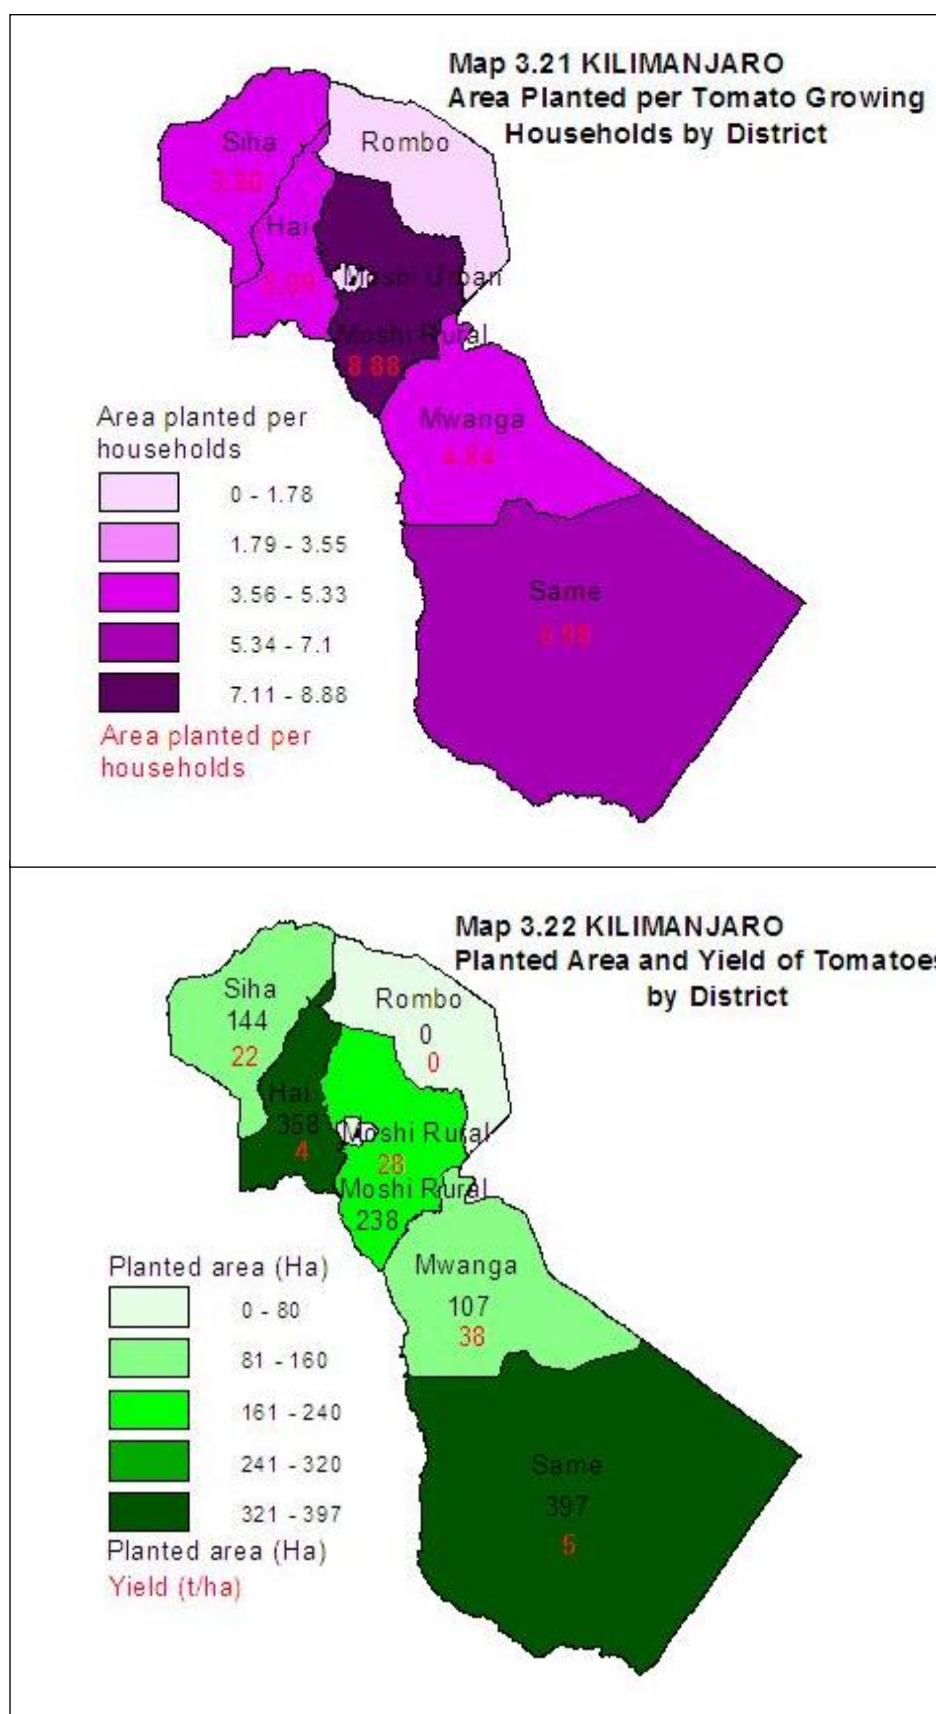 Map 3.21 KILIMANJARO
Area Planted per Tomato Growing
Households by District
Siha
Rombo
Hai
Moshi Urban
Moshi Rural
8.88
Mwanga
4.84
Same
Area planted per
households
0 - 1.78
1.79 - 3.55
3.56 - 5.33
5.34 - 7.1
7.11 - 8.88
Area planted per
households
Map 3.22 KILIMANJARO
Planted Area and Yield of Tomatoes
by District
Siha
144
22
Rombo
0
0
Hai
358
4
Moshi Rural
28
Moshi Rural
238
Mwanga
107
38
Same
397
5
Planted area (Ha)
0 - 80
81 - 160
161 - 240
241 - 320
321 - 397
Planted area (Ha)
Yield (t/ha)